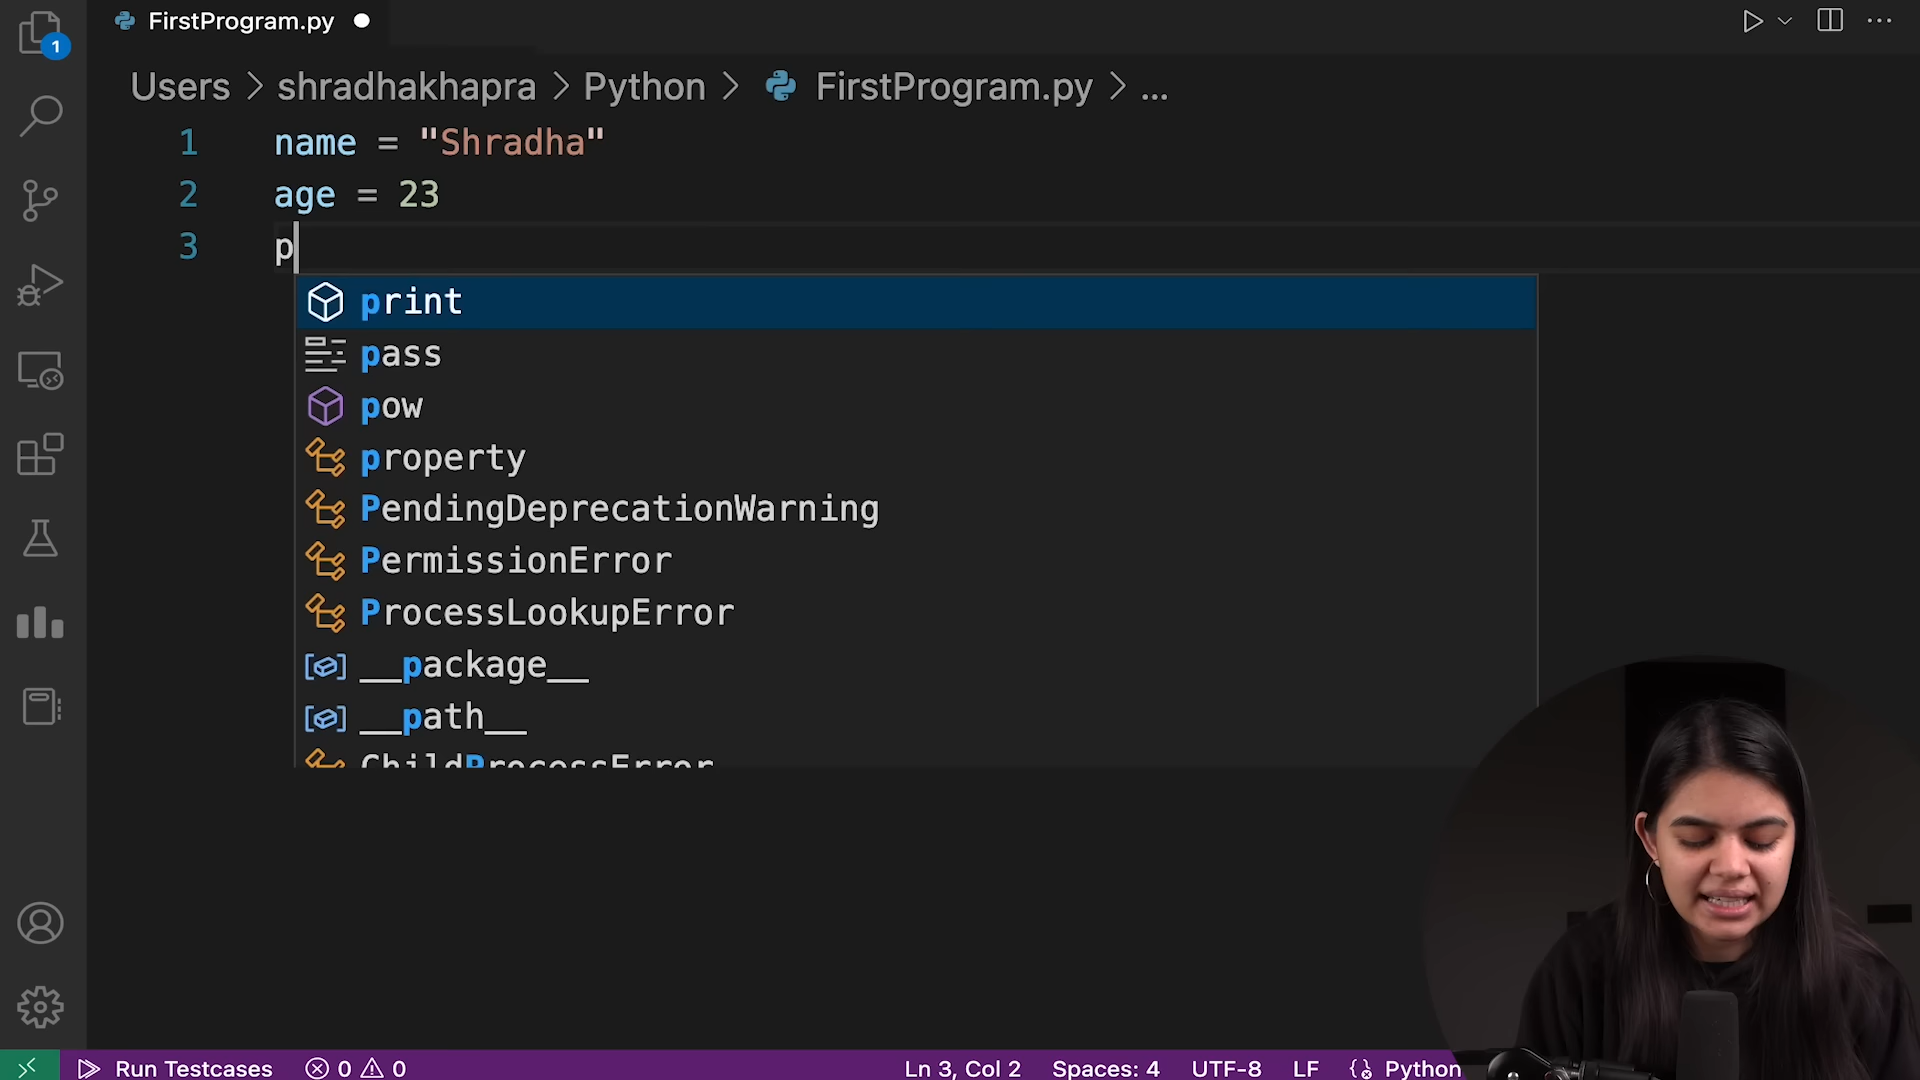 1
FirstProgram.py
Users > shradhakhapra > Python > FirstProgram.py > ...
1 name = "Shradha"
2 age = 23
3 p
print
pass
pow
property
PendingDeprecationWarning
PermissionError
ProcessLookupError
__package__
__path__
ChildProcessError
Run Testcases 0 0 Ln 3, Col 2 Spaces: 4 UTF-8 LF Python